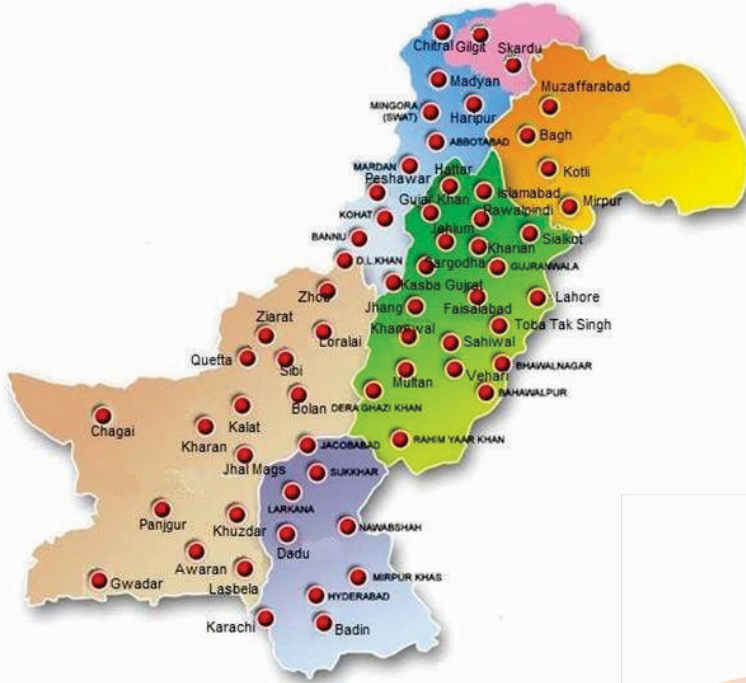 Chitral
Gilgit
Skardu
Madyan
Muzaffarabad
MINGORA
(SWAT)
Haripur
Bagh
ABBOTABAD
MARDAN
Hattar
Kotli
Peshawar
Islamabad
Gujar Khan
Mirpur
KOHAT
Rawalpindi
Jehlum
BANNU
Kharian
Sialkot
D.I.KHAN
Sargodha
GUJRANWALA
Kasba Gujrat
Zhob
Jhang
Faisalabad
Lahore
Ziarat
Khanewal
Toba Tak Singh
Loralai
Sahiwal
Quetta
Sibi
Multan
Vehari
BHAWALNAGAR
Bolan
DERA GHAZI KHAN
BAHAWALPUR
Chagai
Kalat
Kharan
JACOBABAD
RAHIM YAAR KHAN
Jhal Mags
SUKKHAR
LARKANA
Panjgur
Khuzdar
NAWABSHAH
Dadu
Awaran
Gwadar
Lasbela
MIRPUR KHAS
HYDERABAD
Karachi
Badin